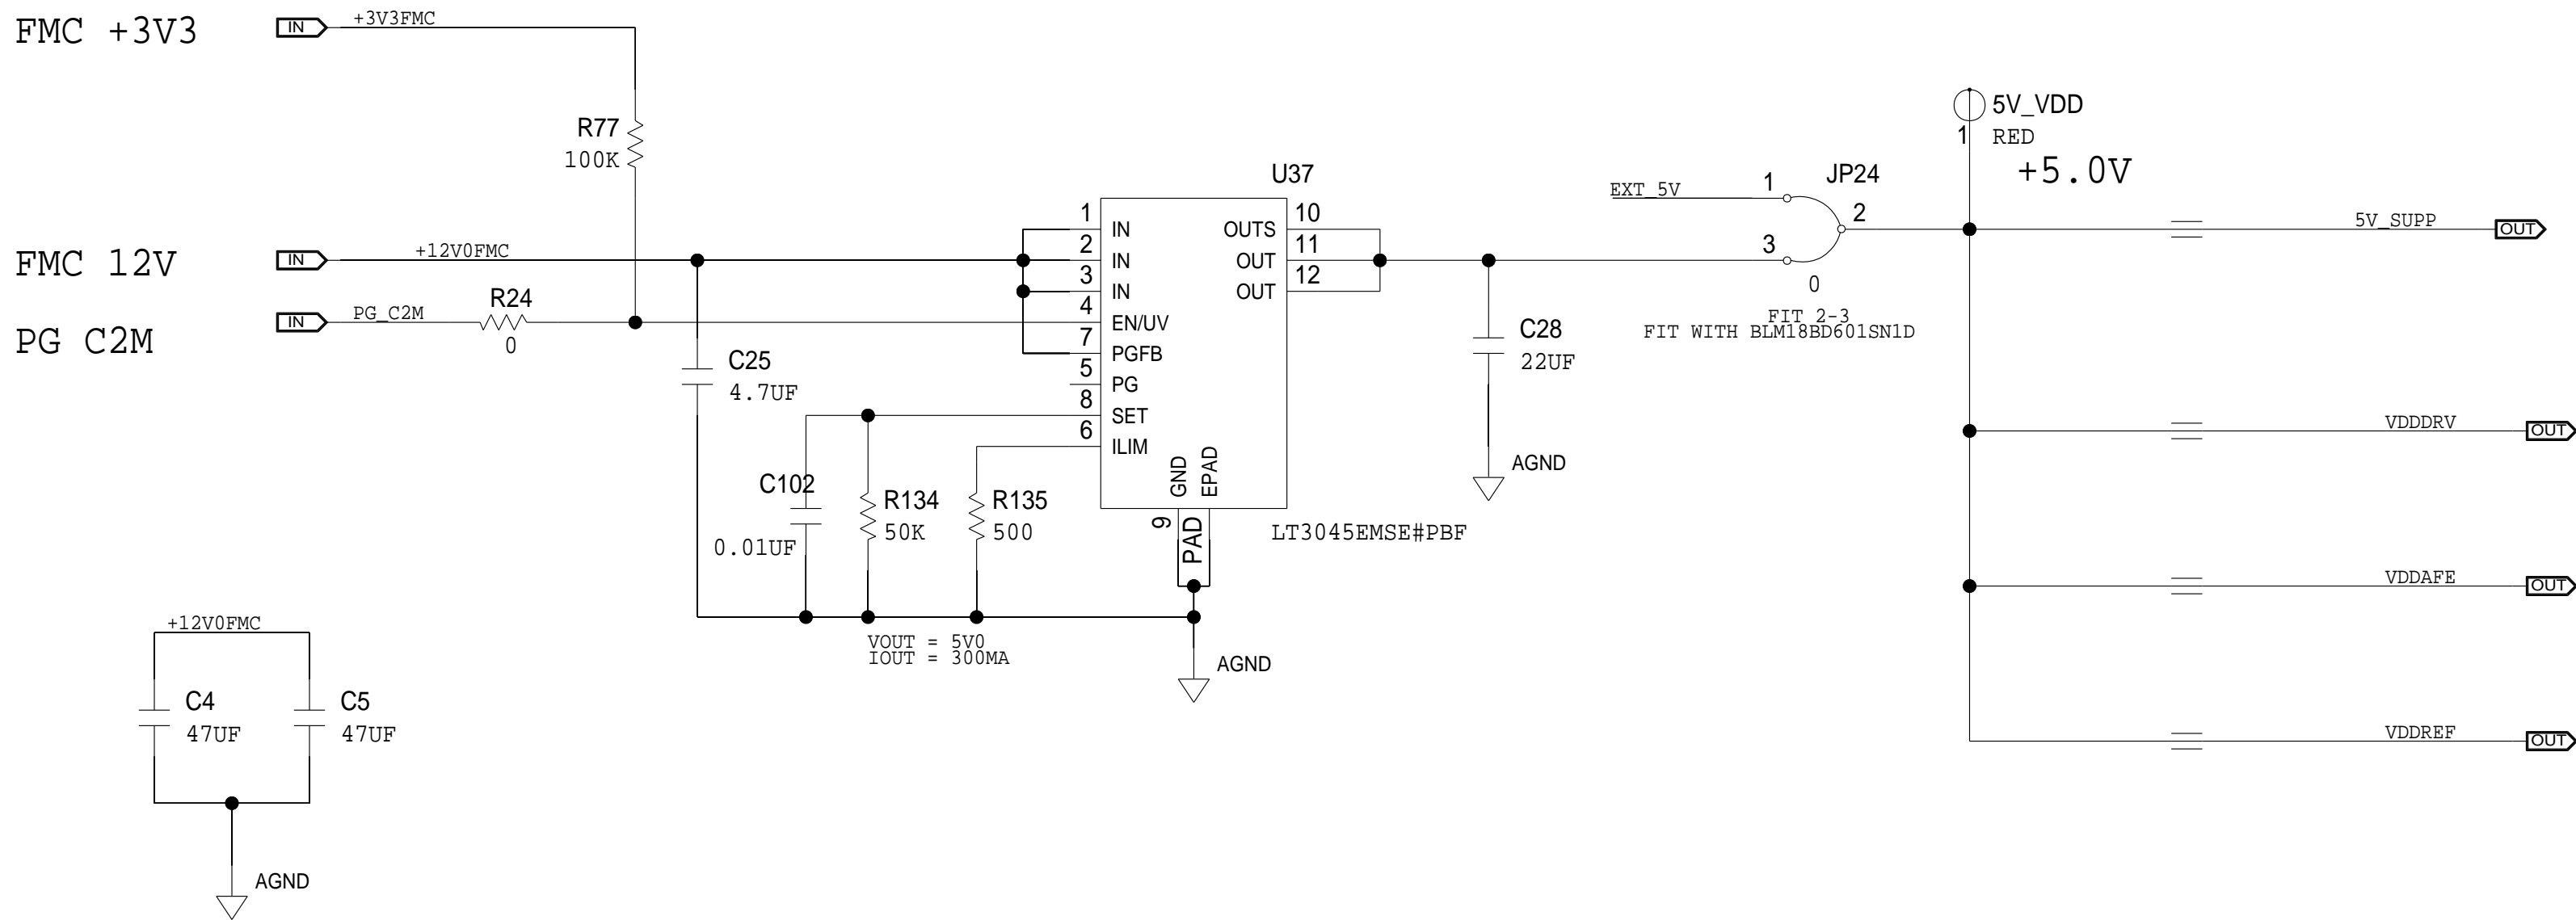 FMC +3V3
IN
+3V3FMC
R77
100K
FMC 12V
IN
+12V0FMC
PG C2M
IN
PG_C2M
R24
0
C25
4.7UF
C102
0.01UF
R134
50K
R135
500
VOUT = 5V0
IOUT = 300MA
U37
1
IN
2
IN
3
IN
4
EN/UV
7
PGFB
5
PG
8
SET
6
ILIM
OUTS
10
OUT
11
OUT
12
GND
EPAD
9
PAD
LT3045EMSE#PBF
AGND
C28
22UF
AGND
EXT_5V
1
JP24
2
3
0
FIT 2-3
FIT WITH BLM18BD601SN1D
5V_VDD
1
RED
+5.0V
5V_SUPP
OUT
VDDDRV
OUT
VDDAFE
OUT
VDDREF
OUT
+12V0FMC
C4
47UF
C5
47UF
AGND